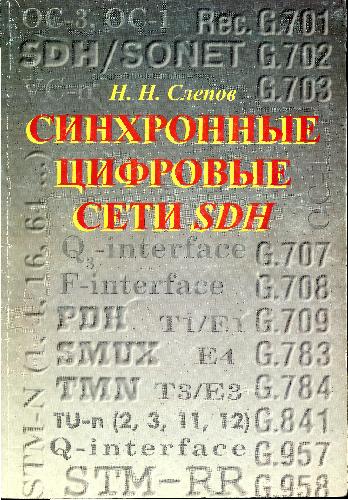 OC-3, OC-1 Rec. G.701
SDH/SONET G.702
G.703
Н. Н. Слепов
СИНХРОННЫЕ
ЦИФРОВЫЕ
СЕТИ SDH
Q3-interface G.707
F-interface G.708
PDH T1/E1 G.709
SMUX E4 G.783
TMN T3/E3 G.784
TU-n (2, 3, 11, 12) G.841
Q-interface G.957
STM-RR G.958
STM-N (1, 4, 16, 64 ...)